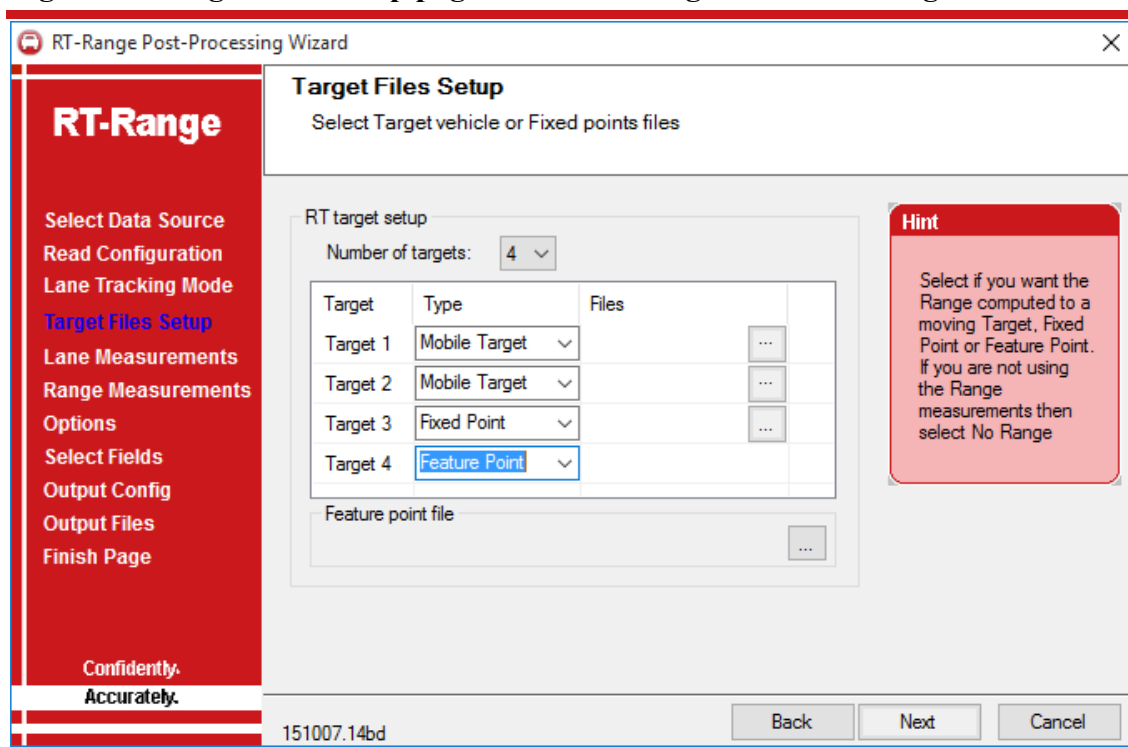 RT-Range Post-Processing Wizard
RT-Range
Target Files Setup
Select Target vehicle or Fixed points files
Select Data Source
Read Configuration
Lane Tracking Mode
Target Files Setup
Lane Measurements
Range Measurements
Options
Select Fields
Output Config
Output Files
Finish Page
Confidently.
Accurately.
RT target setup
Number of targets: 4
Target Type Files
Target 1 Mobile Target ...
Target 2 Mobile Target ...
Target 3 Fixed Point ...
Target 4 Feature Point
Feature point file
...
Hint
Select if you want the
Range computed to a
moving Target, Fixed
Point or Feature Point.
If you are not using
the Range
measurements then
select No Range
151007.14bd
Back Next Cancel